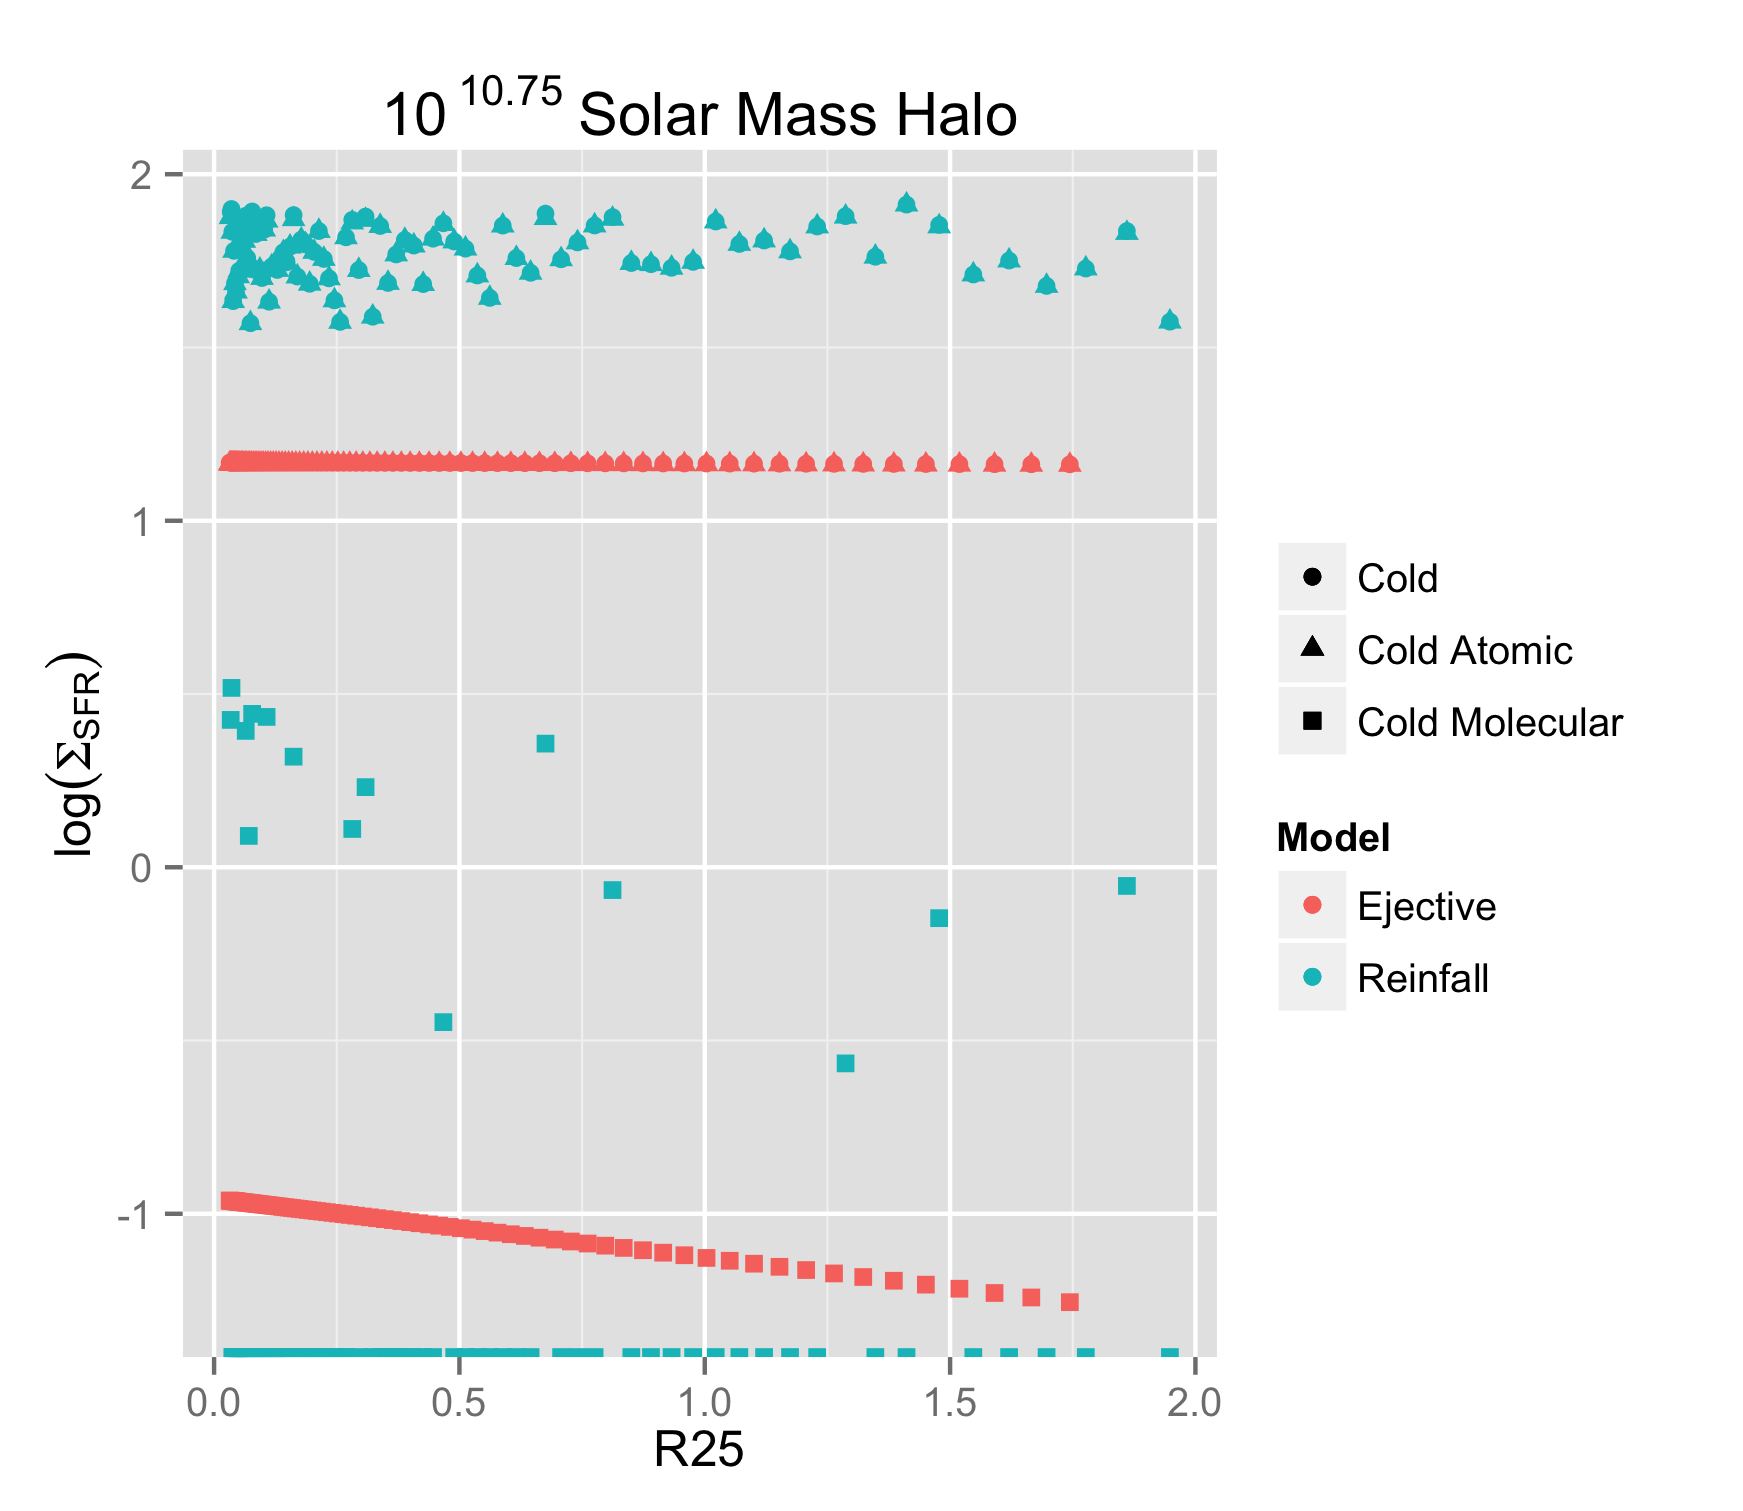 10 10.75 Solar Mass Halo
2
1
0
-1
log(ΣSFR)
0.0 0.5 1.0 1.5 2.0
R25
Cold
Cold Atomic
Cold Molecular
Model
Ejective
Reinfall